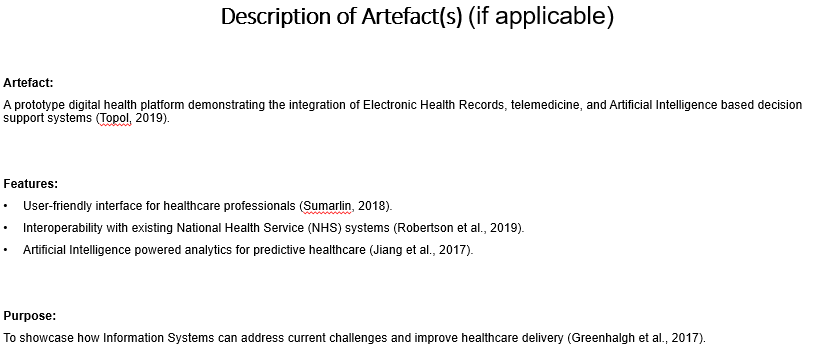 Description of Artefact(s) (if applicable)
Artefact:
A prototype digital health platform demonstrating the integration of Electronic Health Records, telemedicine, and Artificial Intelligence based decision
support systems (Topol, 2019).
Features:
• User-friendly interface for healthcare professionals (Sumarlin, 2018).
• Interoperability with existing National Health Service (NHS) systems (Robertson et al., 2019).
• Artificial Intelligence powered analytics for predictive healthcare (Jiang et al., 2017).
Purpose:
To showcase how Information Systems can address current challenges and improve healthcare delivery (Greenhalgh et al., 2017).